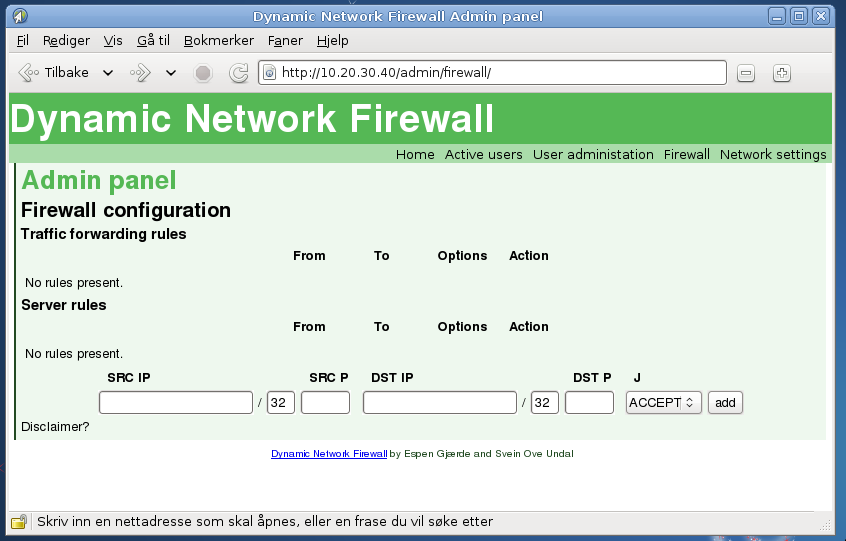 Dynamic Network Firewall Admin panel
Fil Rediger Vis Gå til Bokmerker Faner Hjelp
Tilbake http://10.20.30.40/admin/firewall/
Dynamic Network Firewall
Home Active users User administation Firewall Network settings
Admin panel
Firewall configuration
Traffic forwarding rules
From To Options Action
No rules present.
Server rules
From To Options Action
No rules present.
SRC IP SRC P DST IP DST P J
/ 32 / 32 ACCEPT add
Disclaimer?
Dynamic Network Firewall by Espen Gjærde and Svein Ove Undal
Skriv inn en nettadresse som skal åpnes, eller en frase du vil søke etter